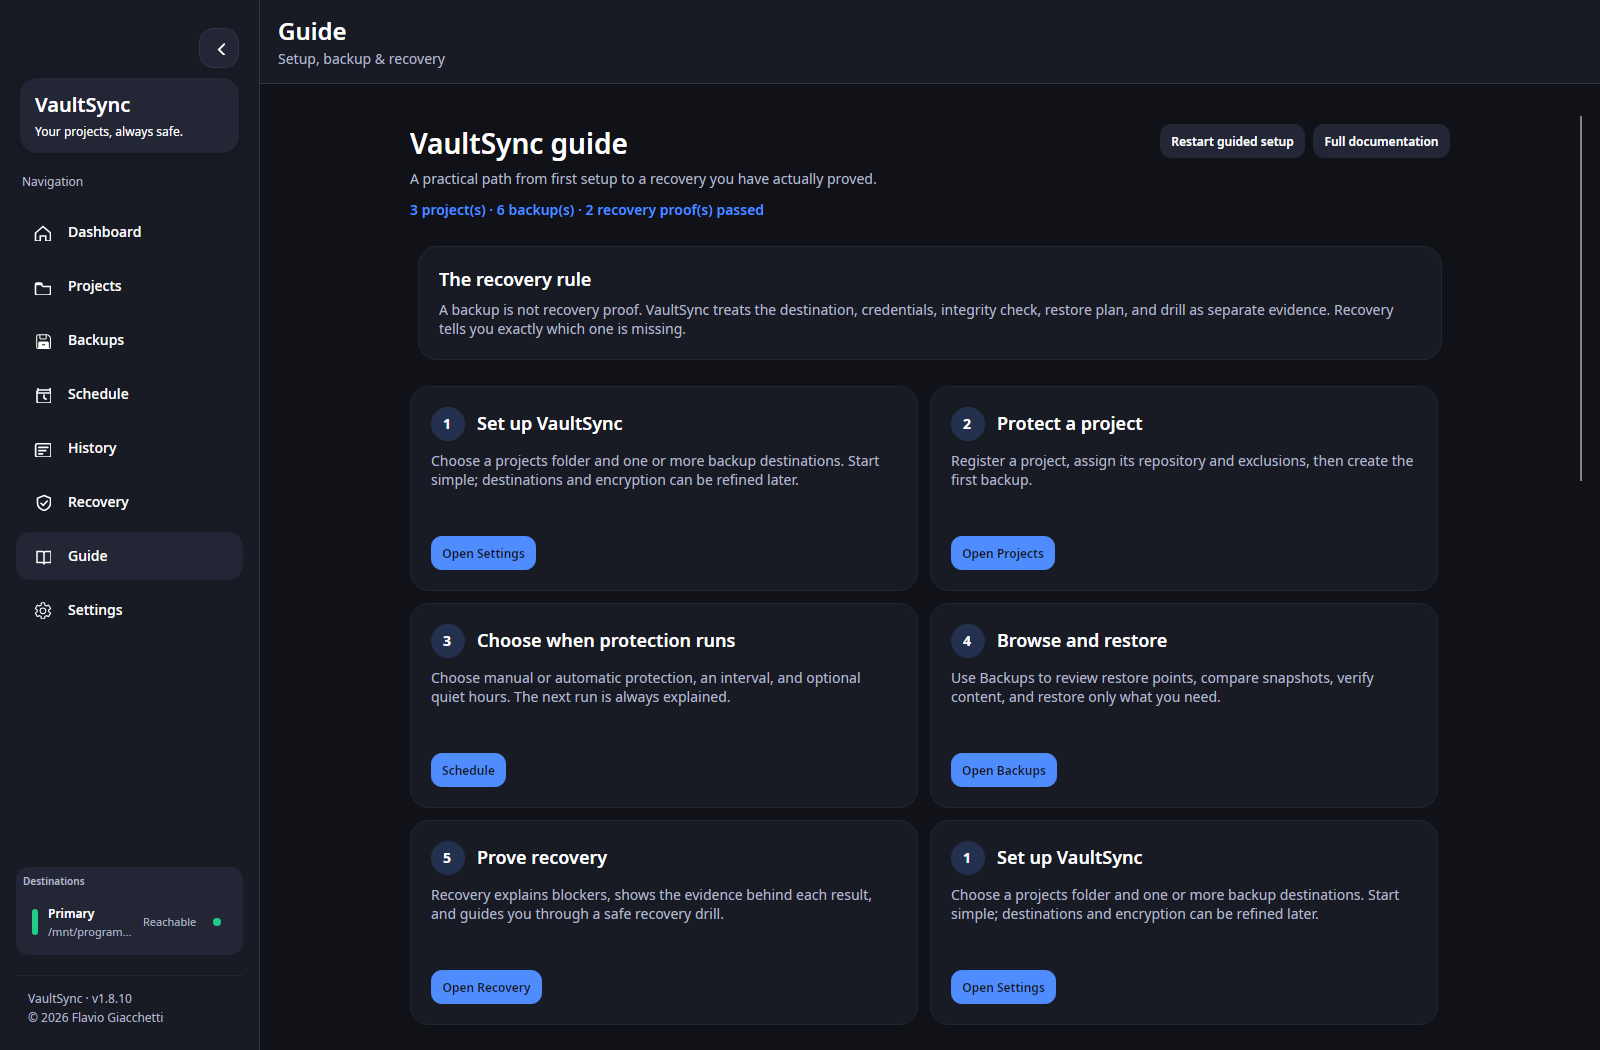 VaultSync
Your projects, always safe.
Navigation
Dashboard
Projects
Backups
Schedule
History
Recovery
Guide
Settings
Destinations
Primary
/mnt/program...
Reachable
VaultSync · v1.8.10
© 2026 Flavio Giacchetti
Guide
Setup, backup & recovery
VaultSync guide
A practical path from first setup to a recovery you have actually proved.
3 project(s) · 6 backup(s) · 2 recovery proof(s) passed
Restart guided setup
Full documentation
The recovery rule
A backup is not recovery proof. VaultSync treats the destination, credentials, integrity check, restore plan, and drill as separate evidence. Recovery
tells you exactly which one is missing.
1
Set up VaultSync
Choose a projects folder and one or more backup destinations. Start
simple; destinations and encryption can be refined later.
Open Settings
2
Protect a project
Register a project, assign its repository and exclusions, then create the
first backup.
Open Projects
3
Choose when protection runs
Choose manual or automatic protection, an interval, and optional
quiet hours. The next run is always explained.
Schedule
4
Browse and restore
Use Backups to review restore points, compare snapshots, verify
content, and restore only what you need.
Open Backups
5
Prove recovery
Recovery explains blockers, shows the evidence behind each result,
and guides you through a safe recovery drill.
Open Recovery
1
Set up VaultSync
Choose a projects folder and one or more backup destinations. Start
simple; destinations and encryption can be refined later.
Open Settings